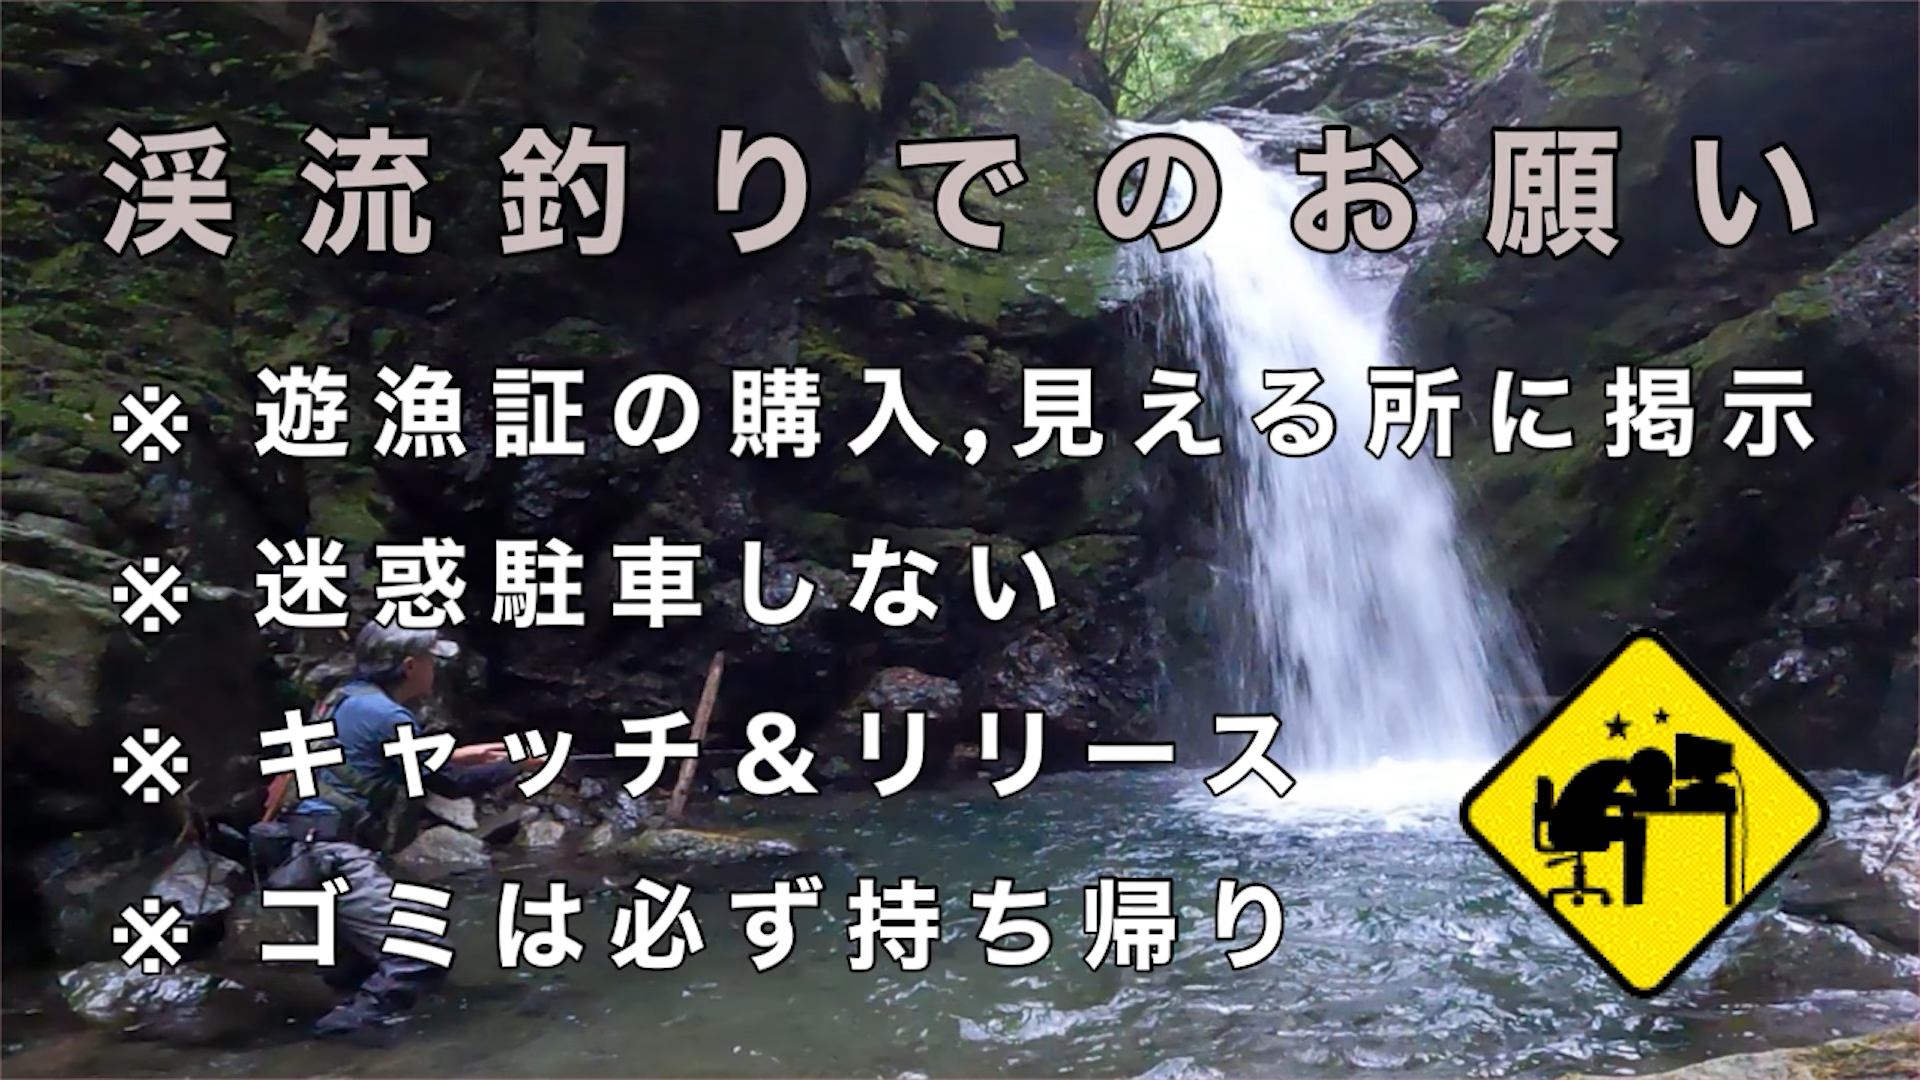 渓流釣りでのお願い
※ 遊漁証の購入,見える所に掲示
※ 迷惑駐車しない
※ キャッチ&リリース
※ ゴミは必ず持ち帰り